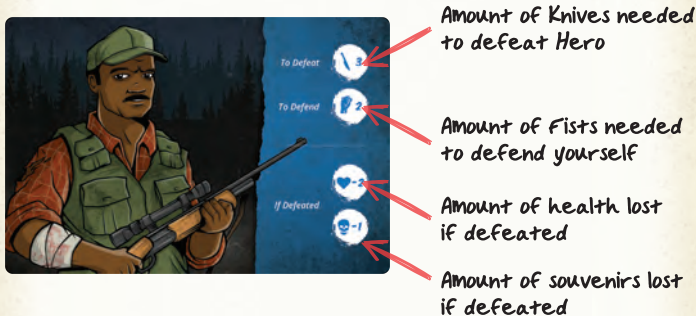 Amount of Knives needed
to defeat Hero
To Defeat 3
To Defend 2
Amount of Fists needed
to defend yourself
-2
If Defeated
-1
Amount of health lost
if defeated
Amount of souvenirs lost
if defeated